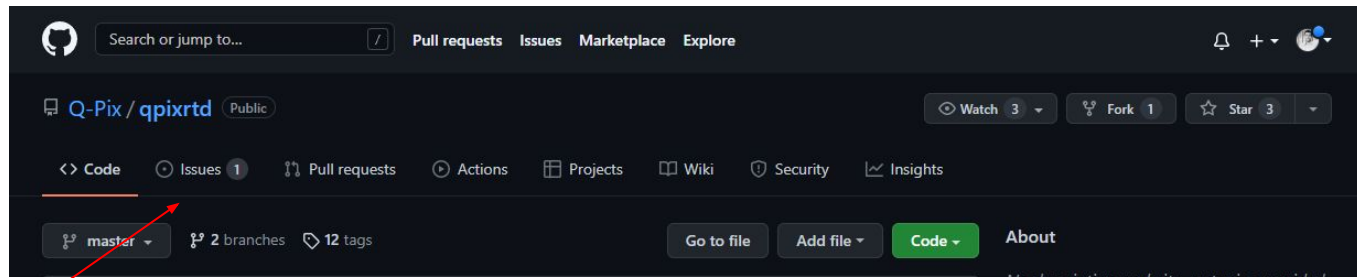 Search or jump to... / Pull requests Issues Marketplace Explore
Q-Pix / qpixrtd Public Watch 3 Fork 1 Star 3
<> Code Issues 1 Pull requests Actions Projects Wiki Security Insights
master 2 branches 12 tags Go to file Add file Code About